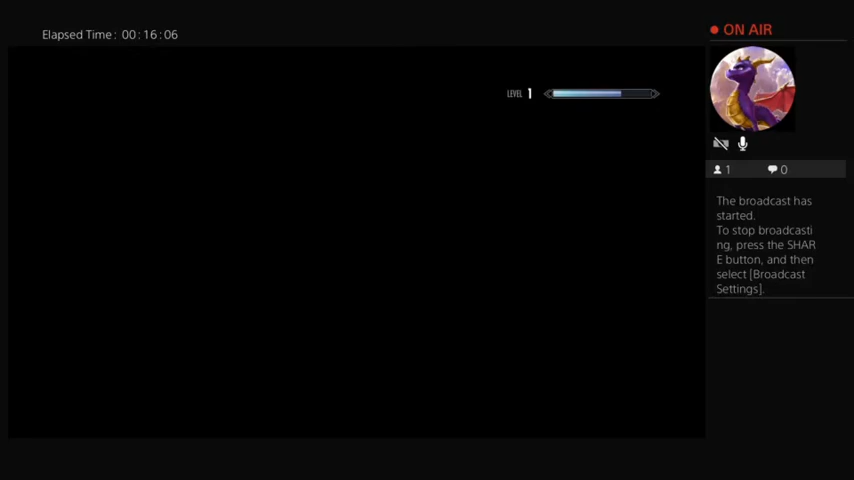 Elapsed Time: 00:16:06
ON AIR
LEVEL 1
1 0
The broadcast has
started.
To stop broadcasti
ng, press the SHAR
E button, and then
select [Broadcast
Settings].